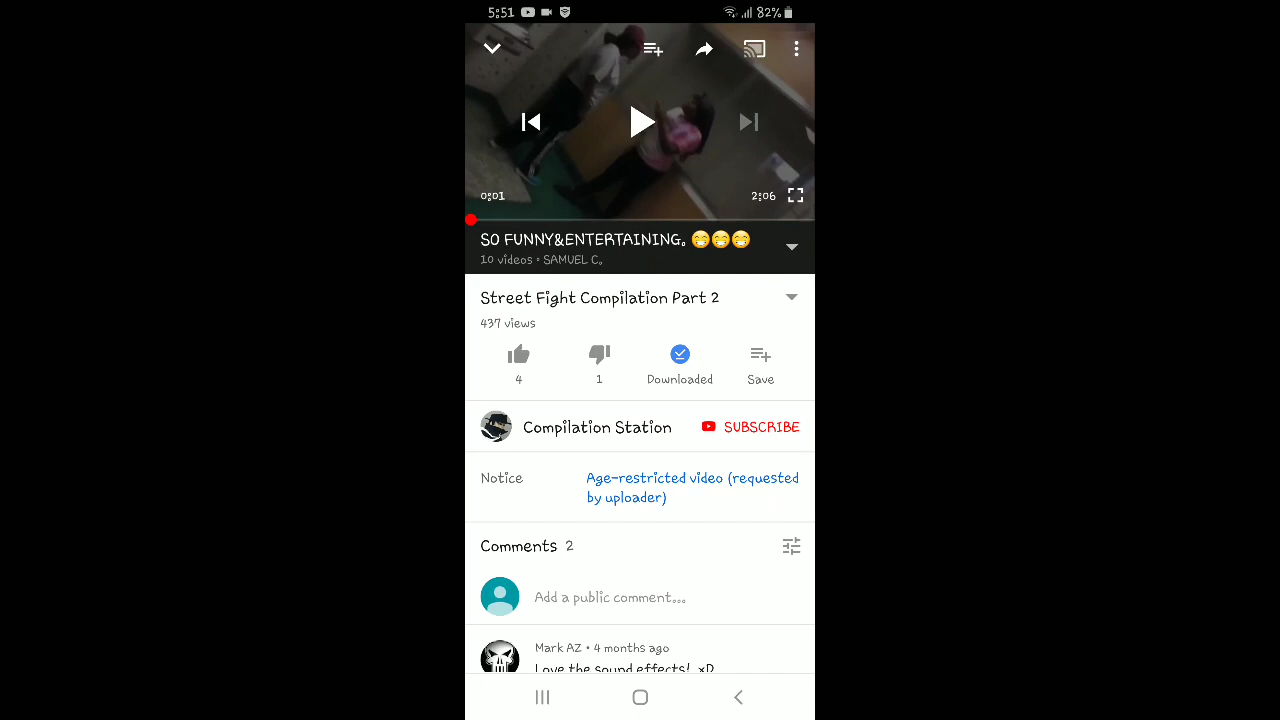 5:51 82%
0:01 2:06
SO FUNNY&ENTERTAINING. 😁😁😁
10 videos • SAMUEL C.
Street Fight Compilation Part 2
437 views
4 1 Downloaded Save
Compilation Station SUBSCRIBE
Notice Age-restricted video (requested
by uploader)
Comments 2
Add a public comment...
Mark AZ • 4 months ago
Love the sound effects! xD